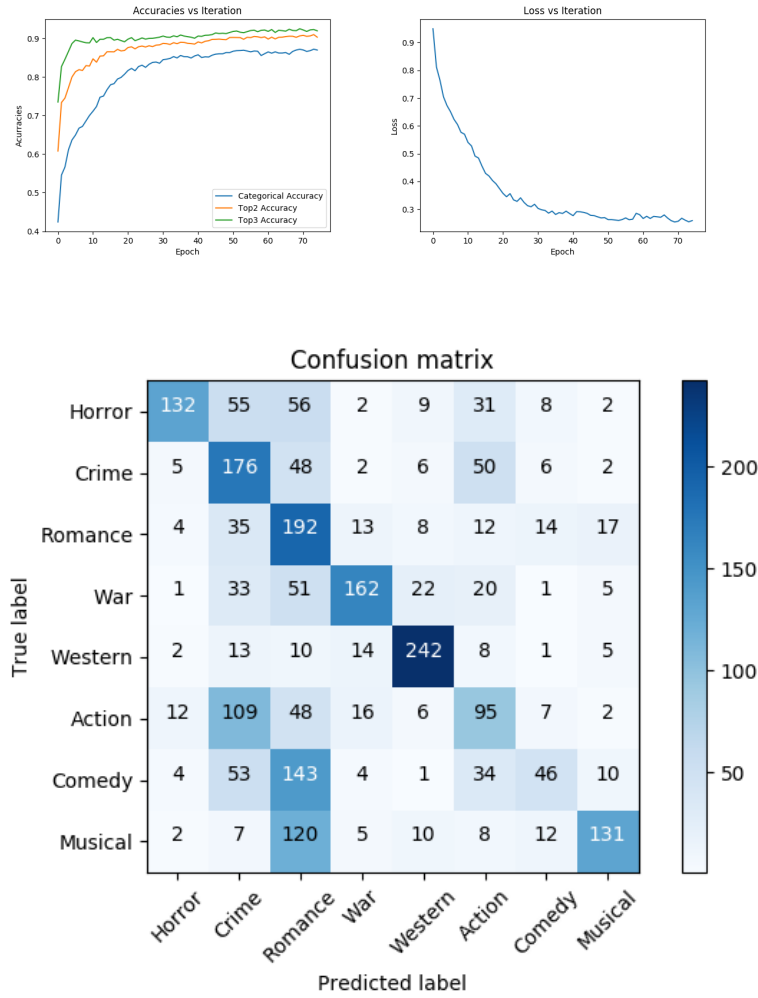 Accuracies vs Iteration
Acurracies
0.9
0.8
0.7
0.6
0.5
0.4
Categorical Accuracy
Top2 Accuracy
Top3 Accuracy
0 10 20 30 40 50 60 70
Epoch
Loss vs Iteration
Loss
0.9
0.8
0.7
0.6
0.5
0.4
0.3
0 10 20 30 40 50 60 70
Epoch
Confusion matrix
True label
Horror 132 55 56 2 9 31 8 2
Crime 5 176 48 2 6 50 6 2
Romance 4 35 192 13 8 12 14 17
War 1 33 51 162 22 20 1 5
Western 2 13 10 14 242 8 1 5
Action 12 109 48 16 6 95 7 2
Comedy 4 53 143 4 1 34 46 10
Musical 2 7 120 5 10 8 12 131
Horror Crime Romance War Western Action Comedy Musical
Predicted label
200
150
100
50